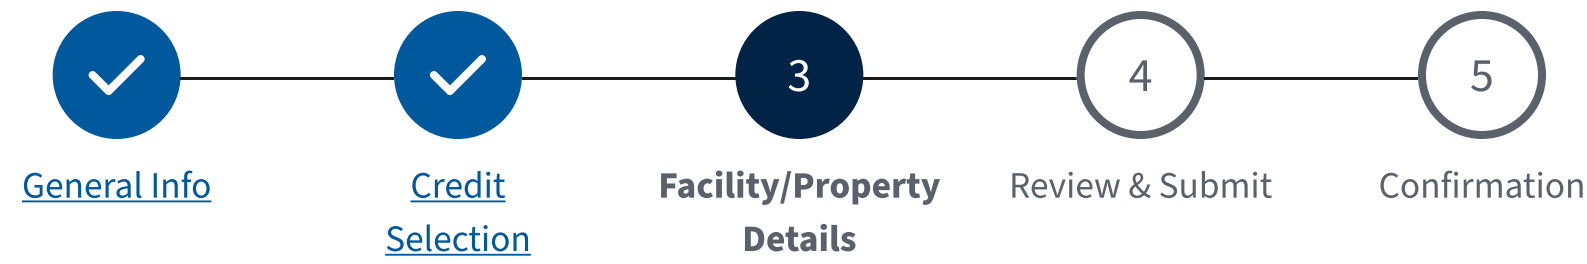 3
4
5
General Info
Credit
Selection
Facility/Property
Details
Review & Submit
Confirmation